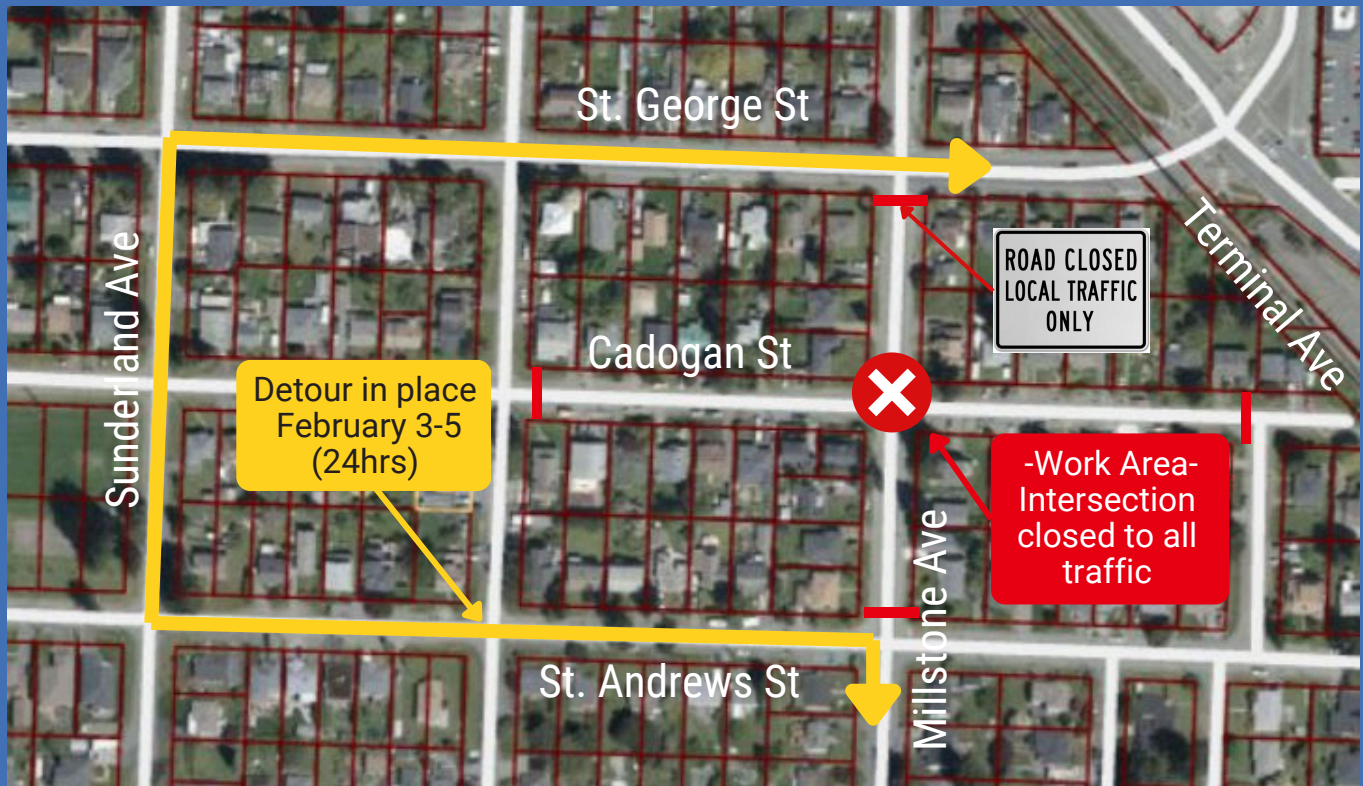 St. George St
Terminal Ave
ROAD CLOSED
LOCAL TRAFFIC
ONLY
Sunderland Ave
Cadogan St
Detour in place
February 3-5
(24hrs)
-Work Area-
Intersection
closed to all
traffic
Millstone Ave
St. Andrews St